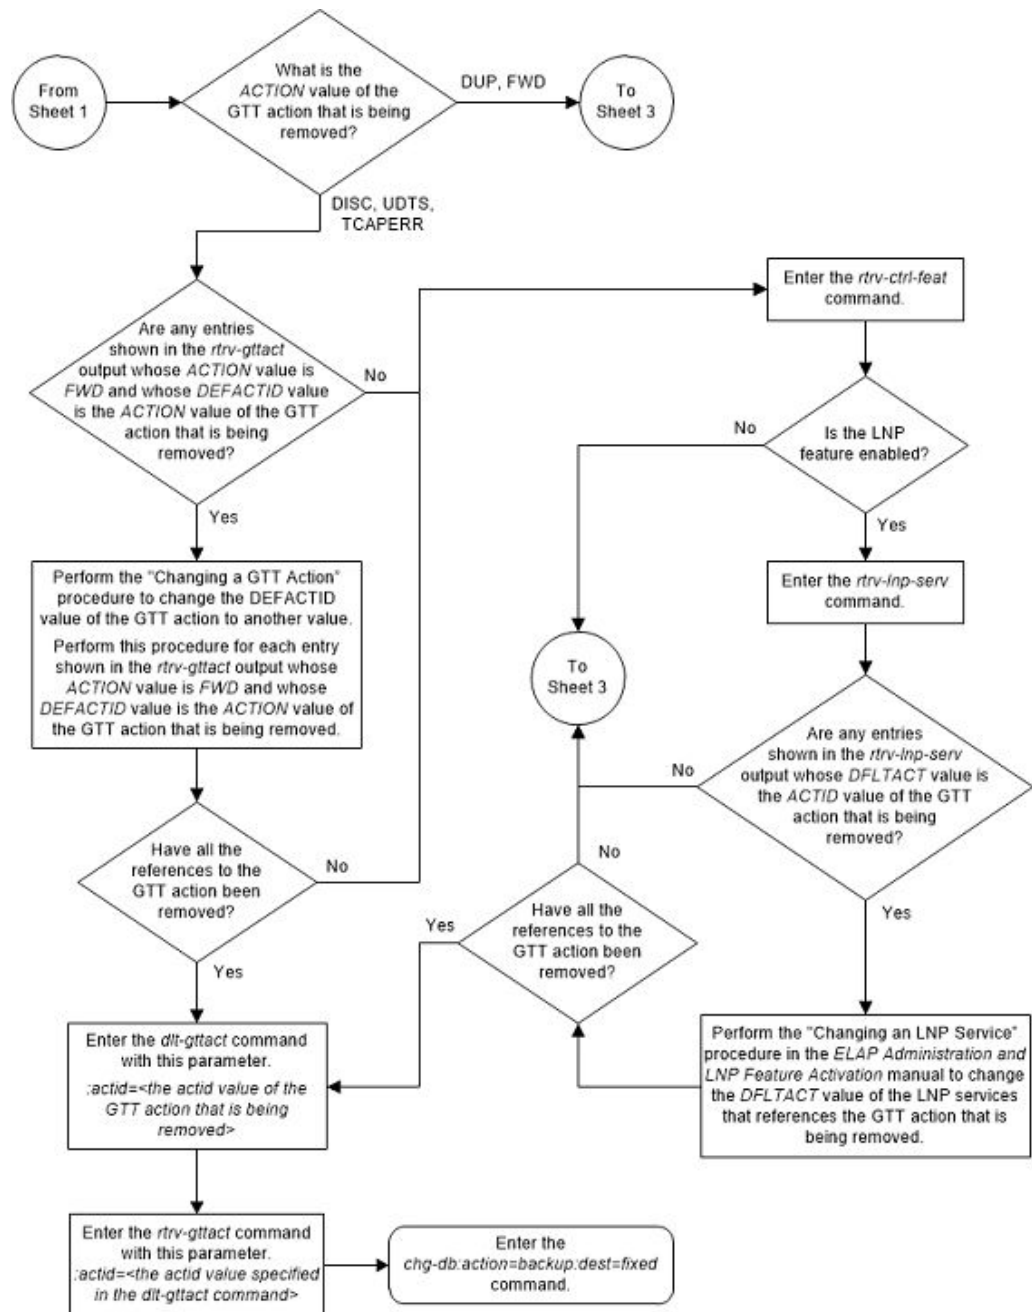 From
Sheet 1
What is the
ACTION value of the
GTT action that is being
removed?
DUP, FWD
To
Sheet 3
DISC, UDTS,
TCAPERR
Are any entries
shown in the rtrv-gttact
output whose ACTION value is
FWD and whose DEFACTID value
is the ACTION value of the GTT
action that is being
removed?
No
Yes
Perform the "Changing a GTT Action"
procedure to change the DEFACTID
value of the GTT action to another value.
Perform this procedure for each entry
shown in the rtrv-gttact output whose
ACTION value is FWD and whose
DEFACTID value is the ACTION value of
the GTT action that is being removed.
Have all the
references to the
GTT action been
removed?
No
Yes
Enter the rtrv-ctrl-feat
command.
Is the LNP
feature enabled?
No
Yes
Enter the rtrv-lnp-serv
command.
To
Sheet 3
Are any entries
shown in the rtrv-lnp-serv
output whose DFLTACT value is
the ACTID value of the GTT
action that is being
removed?
No
Yes
Perform the "Changing an LNP Service"
procedure in the ELAP Administration and
LNP Feature Activation manual to change
the DFLTACT value of the LNP services
that references the GTT action that is
being removed.
Have all the
references to the
GTT action been
removed?
No
Yes
Enter the dlt-gttact command
with this parameter.
:actid=<the actid value of the
GTT action that is being
removed>
Enter the rtrv-gttact command
with this parameter.
:actid=<the actid value specified
in the dlt-gttact command>
Enter the
chg-db:action=backup:dest=fixed
command.